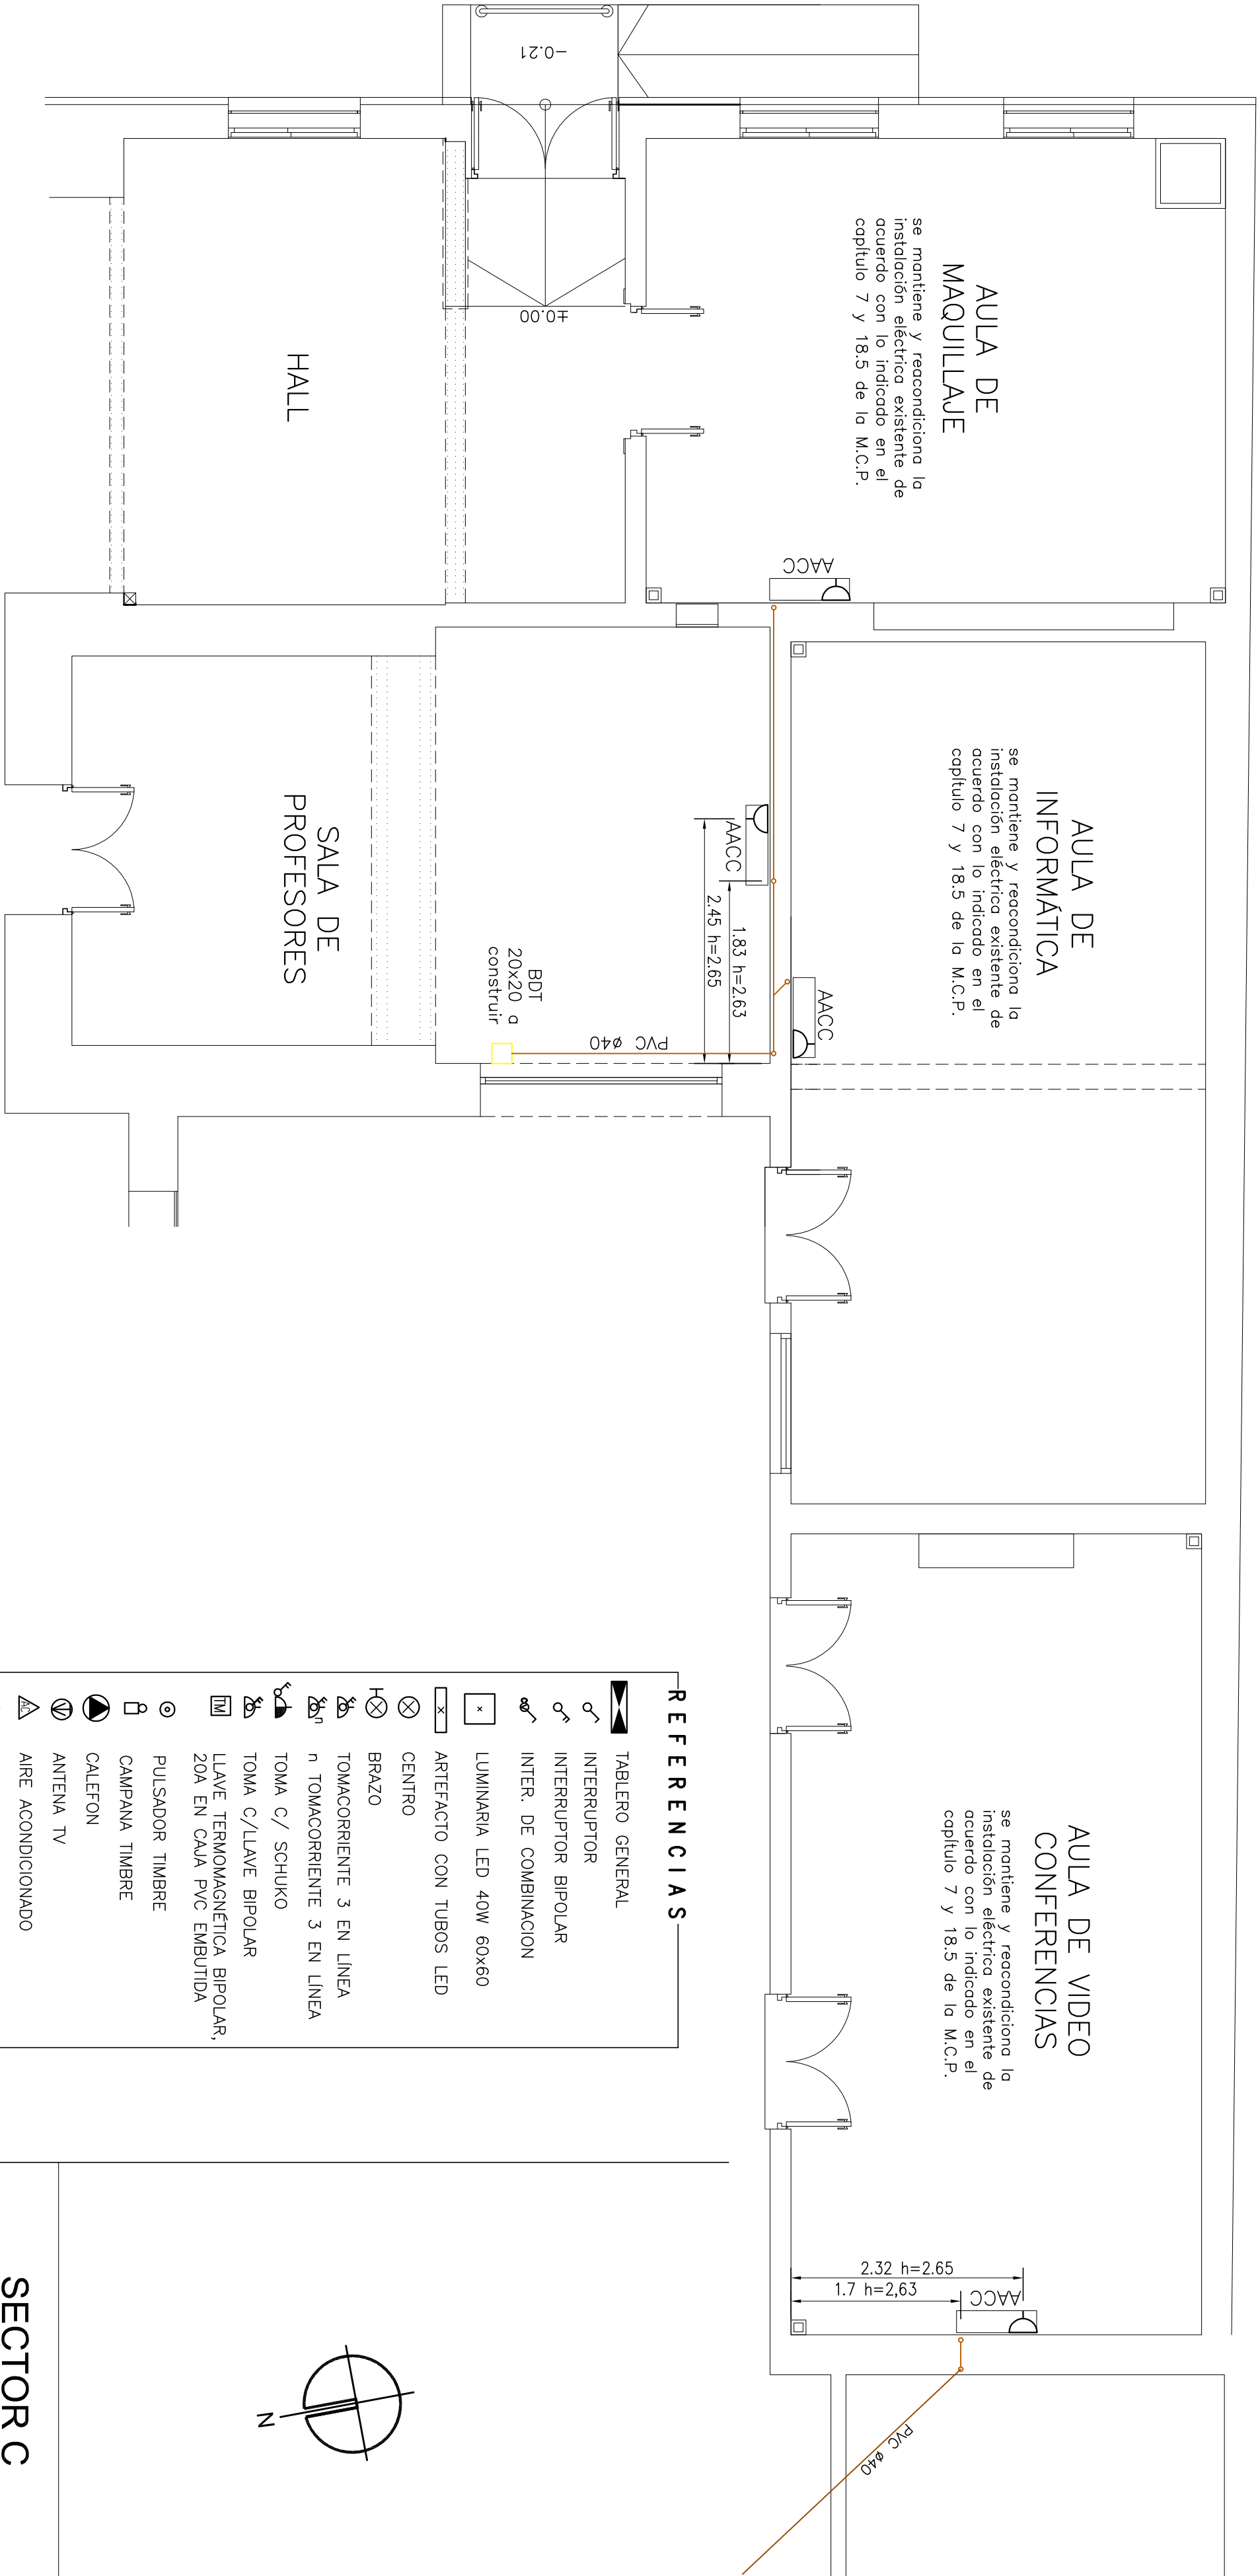 AULA DE
MAQUILLAJE
se mantiene y reacondiciona la
instalación eléctrica existente de
acuerdo con lo indicado en el
capítulo 7 y 18.5 de la M.C.P.
AACC
-0.21
±0.00
HALL
AULA DE
INFORMÁTICA
se mantiene y reacondiciona la
instalación eléctrica existente de
acuerdo con lo indicado en el
capítulo 7 y 18.5 de la M.C.P.
AACC
AACC
1.83 h=2.63
2.45 h=2.65
BDT
20x20 a
construir
PVC ø40
SALA DE
PROFESORES
AULA DE VIDEO
CONFERENCIAS
se mantiene y reacondiciona la
instalación eléctrica existente de
acuerdo con lo indicado en el
capítulo 7 y 18.5 de la M.C.P.
2.32 h=2.65
1.7 h=2,63
AACC
PVC ø40
REFERENCIAS
TABLERO GENERAL
INTERRUPTOR
INTERRUPTOR BIPOLAR
INTER. DE COMBINACION
LUMINARIA LED 40W 60x60
ARTEFACTO CON TUBOS LED
CENTRO
BRAZO
TOMACORRIENTE 3 EN LÍNEA
n n TOMACORRIENTE 3 EN LÍNEA
TOMA C/ SCHUKO
TOMA C/LLAVE BIPOLAR
TM LLAVE TERMOMAGNÉTICA BIPOLAR,
20A EN CAJA PVC EMBUTIDA
PULSADOR TIMBRE
CAMPANA TIMBRE
CALEFON
ANTENA TV
AC AIRE ACONDICIONADO
N
SECTOR C